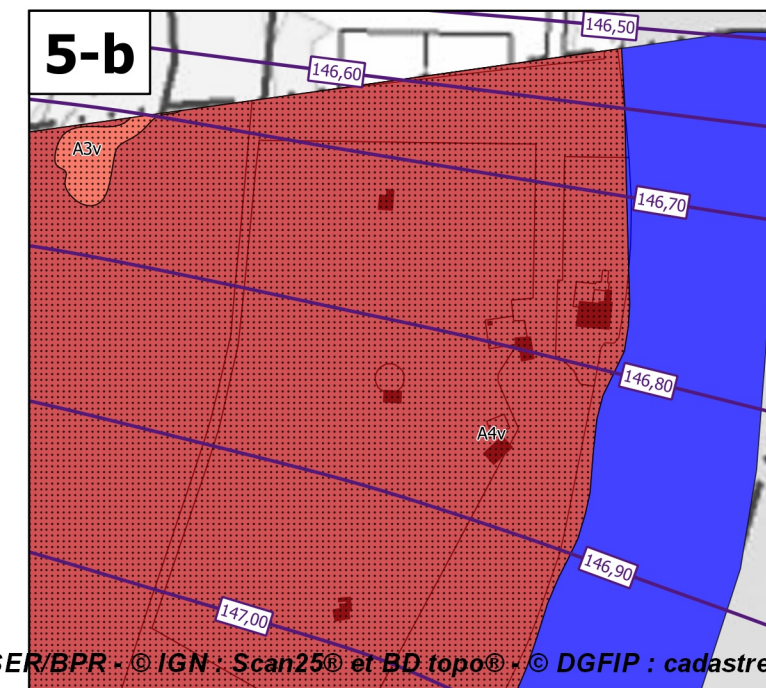 5-b
146,50
146,60
A3v
146,70
146,80
A4v
146,90
147,00
SER/BPR - © IGN : Scan25® et BD topo® - © DGFIP : cadastre